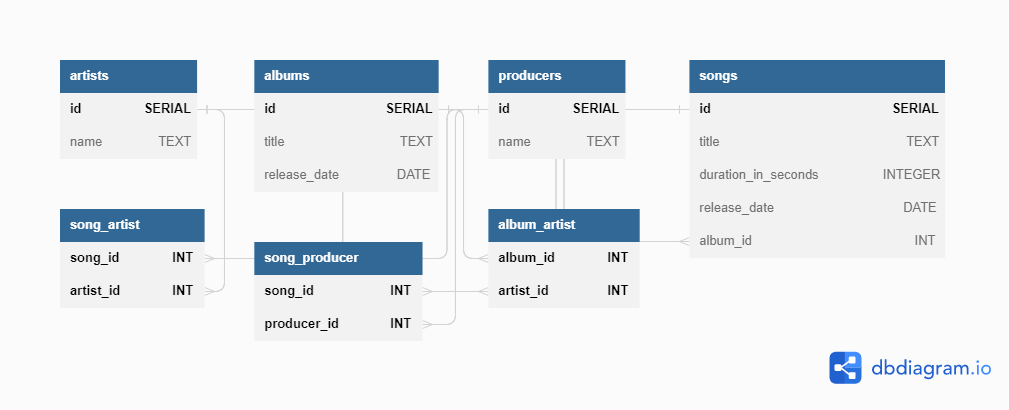 artists
id SERIAL
name TEXT
albums
id SERIAL
title TEXT
release_date DATE
producers
id SERIAL
name TEXT
songs
id SERIAL
title TEXT
duration_in_seconds INTEGER
release_date DATE
album_id INT
song_artist
song_id INT
artist_id INT
song_producer
song_id INT
producer_id INT
album_artist
album_id INT
artist_id INT
dbdiagram.io